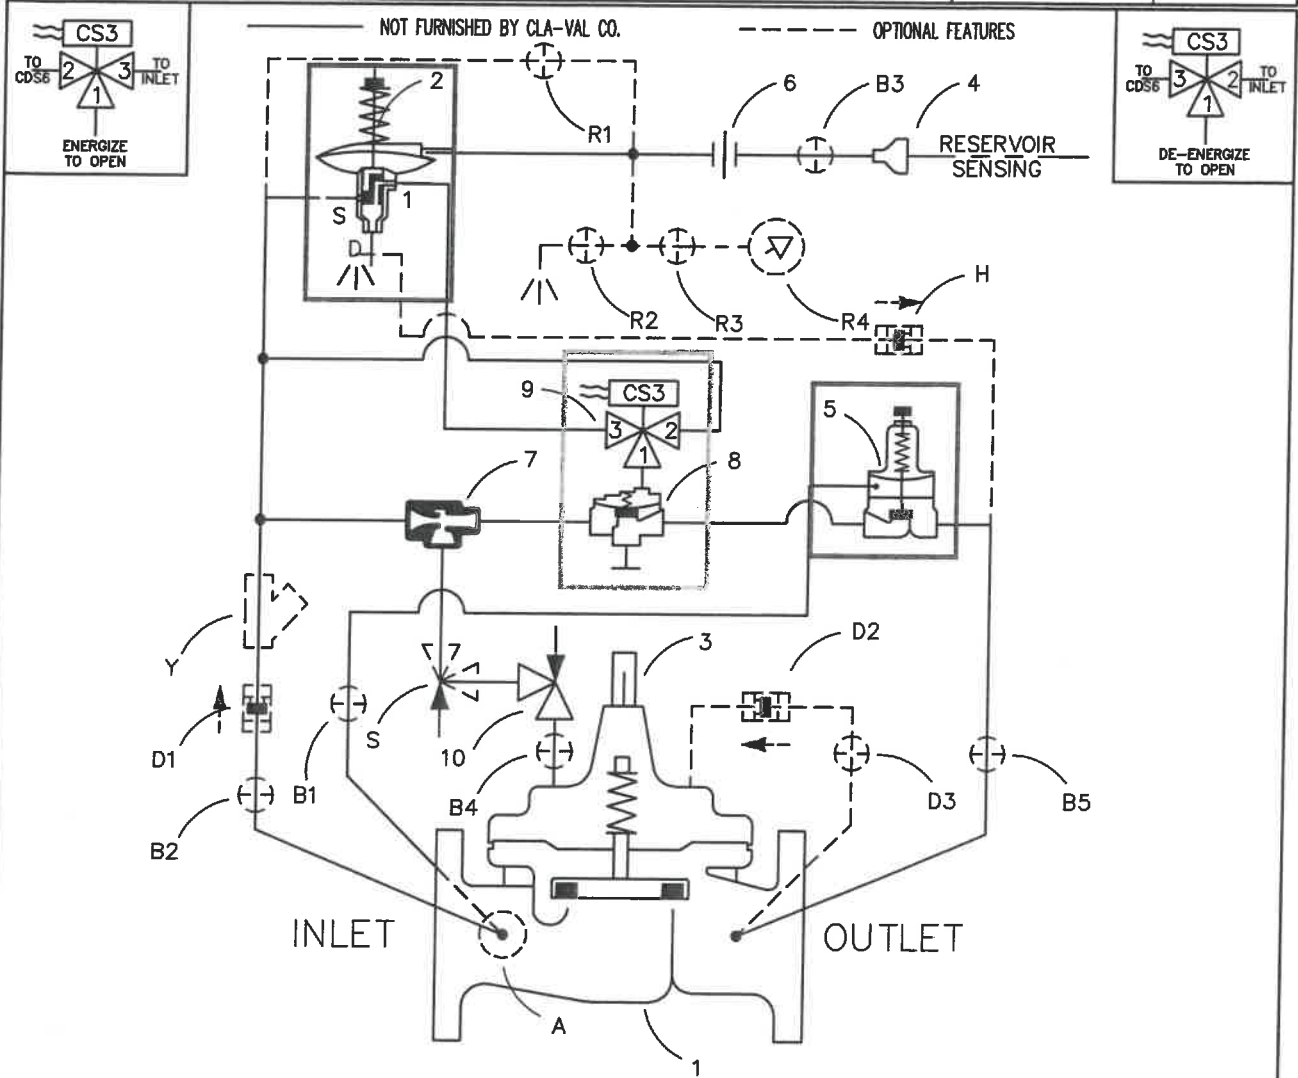 NOT FURNISHED BY CLA-VAL CO.
OPTIONAL FEATURES
CS3
TO
CDS6
2
3
TO
INLET
1
ENERGIZE
TO OPEN
CS3
TO
CDS6
3
2
TO
INLET
1
DE-ENERGIZE
TO OPEN
2
R1
6
B3
4
RESERVOIR
SENSING
S
1
D
R2
R3
R4
H
9
CS3
3
2
1
5
7
8
Y
3
D2
D1
B1
S
10
B4
D3
B5
B2
INLET
OUTLET
A
1